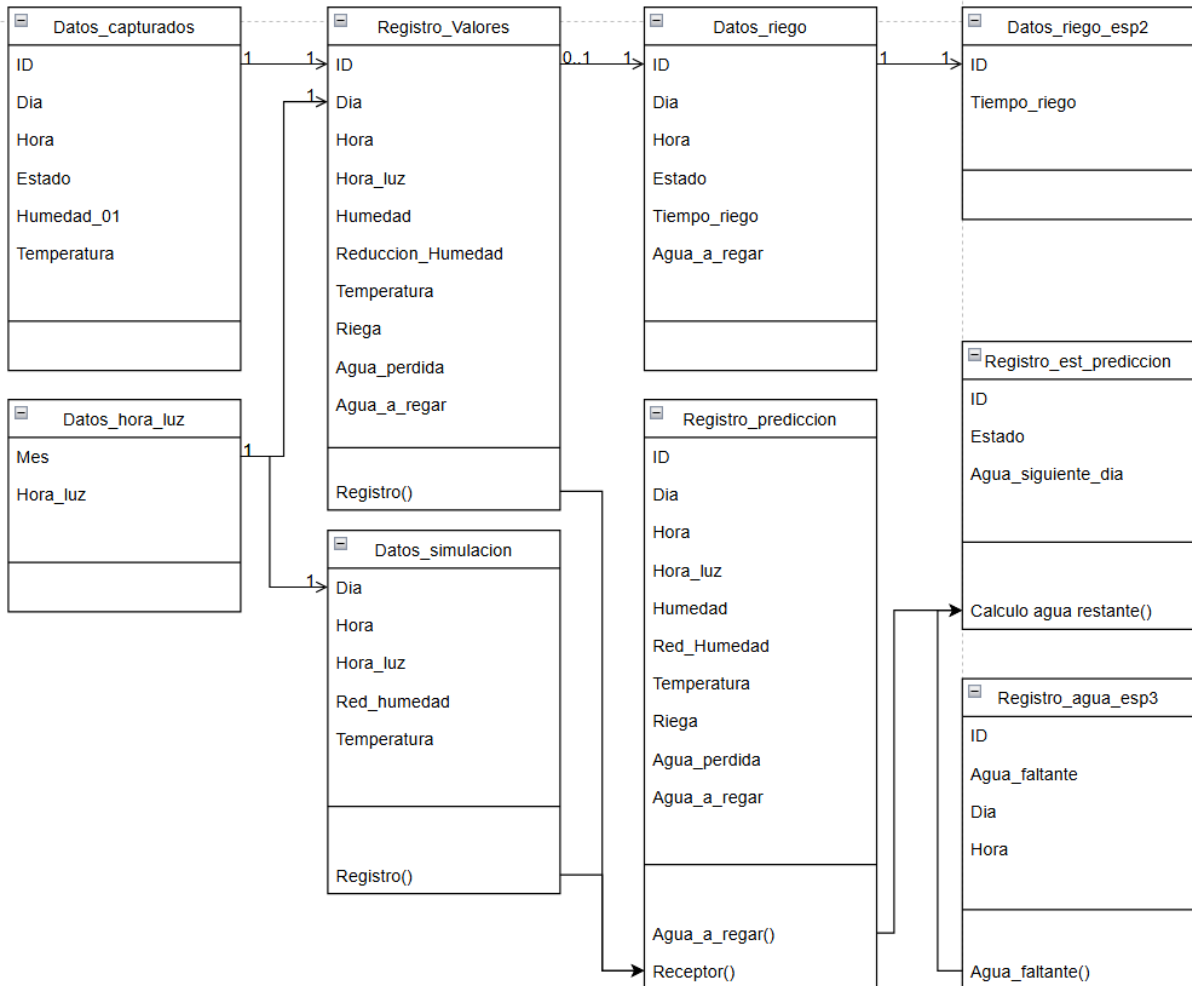 Datos_capturados
ID
Dia
Hora
Estado
Humedad_01
Temperatura
1
1
Registro_Valores
ID
1
Dia
Hora
Hora_luz
Humedad
Reduccion_Humedad
Temperatura
Riega
Agua_perdida
Agua_a_regar
Registro()
0..1
1
Datos_riego
ID
Dia
Hora
Estado
Tiempo_riego
Agua_a_regar
1
1
Datos_riego_esp2
ID
Tiempo_riego
Datos_hora_luz
Mes
Hora_luz
1
1
Datos_simulacion
Dia
Hora
Hora_luz
Red_humedad
Temperatura
Registro()
Registro_prediccion
ID
Dia
Hora
Hora_luz
Humedad
Red_Humedad
Temperatura
Riega
Agua_perdida
Agua_a_regar
Agua_a_regar()
Receptor()
Registro_est_prediccion
ID
Estado
Agua_siguiente_dia
Calculo agua restante()
Registro_agua_esp3
ID
Agua_faltante
Dia
Hora
Agua_faltante()